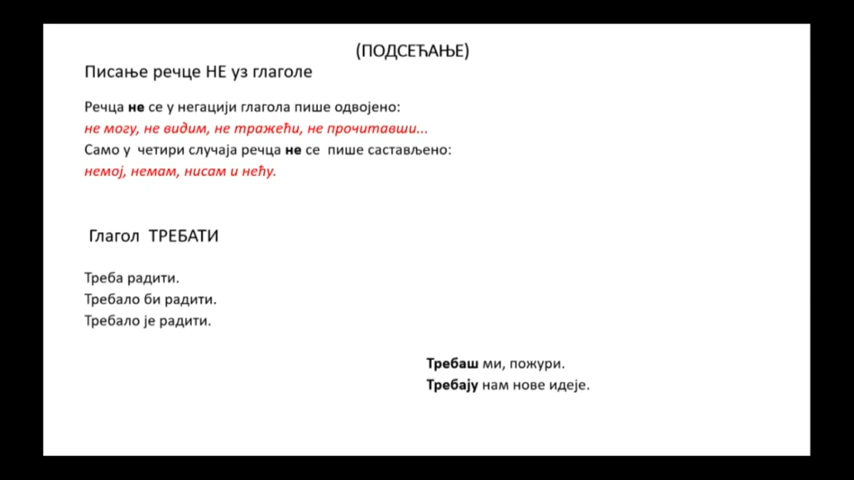 (ПОДСЕЋАЊЕ)
Писање речце НЕ уз глаголе
Речца не се у негацији глагола пише одвојено:
не могу, не видим, не тражећи, не прочитавши...
Само у четири случаја речца не се пише састављено:
немој, немам, нисам и нећу.
Глагол ТРЕБАТИ
Треба радити.
Требало би радити.
Требало је радити.
Требаш ми, пожури.
Требају нам нове идеје.